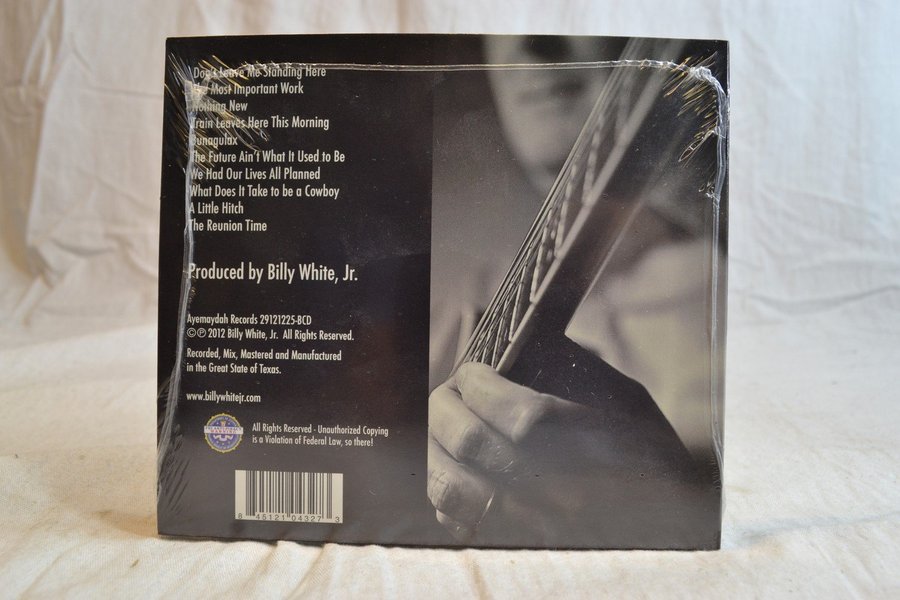 Don't Leave Me Standing Here
The Most Important Work
Nothing New
Train Leaves Here This Morning
Bunagulax
The Future Ain't What It Used to Be
We Had Our Lives All Planned
What Does It Take to be a Cowboy
A Little Hitch
The Reunion Time
Produced by Billy White, Jr.
Ayemaydah Records 29121225-BCD
©℗ 2012 Billy White, Jr. All Rights Reserved.
Recorded, Mix, Mastered and Manufactured
in the Great State of Texas.
www.billywhitejr.com
All Rights Reserved - Unauthorized Copying
is a Violation of Federal Law, so there!
8 45121 04327 3